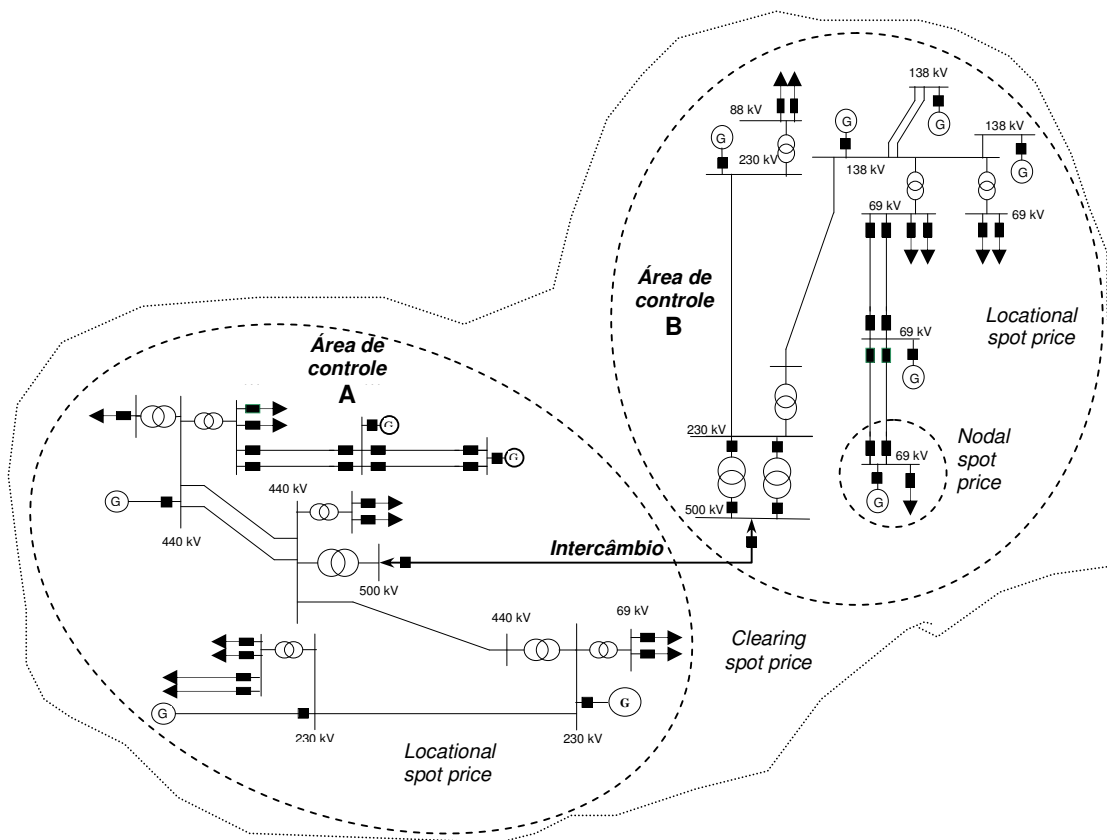 138 kV
88 kV
G
G
G
138 kV
230 kV
138 kV
G
69 kV
69 kV
Área de
controle
B
Locational
spot price
69 kV
G
Área de
controle
A
G
G
230 kV
Nodal
spot
price
69 kV
G
440 kV
G
500 kV
440 kV
Intercâmbio
500 kV
440 kV
69 kV
Clearing
spot price
G
G
230 kV
230 kV
Locational
spot price